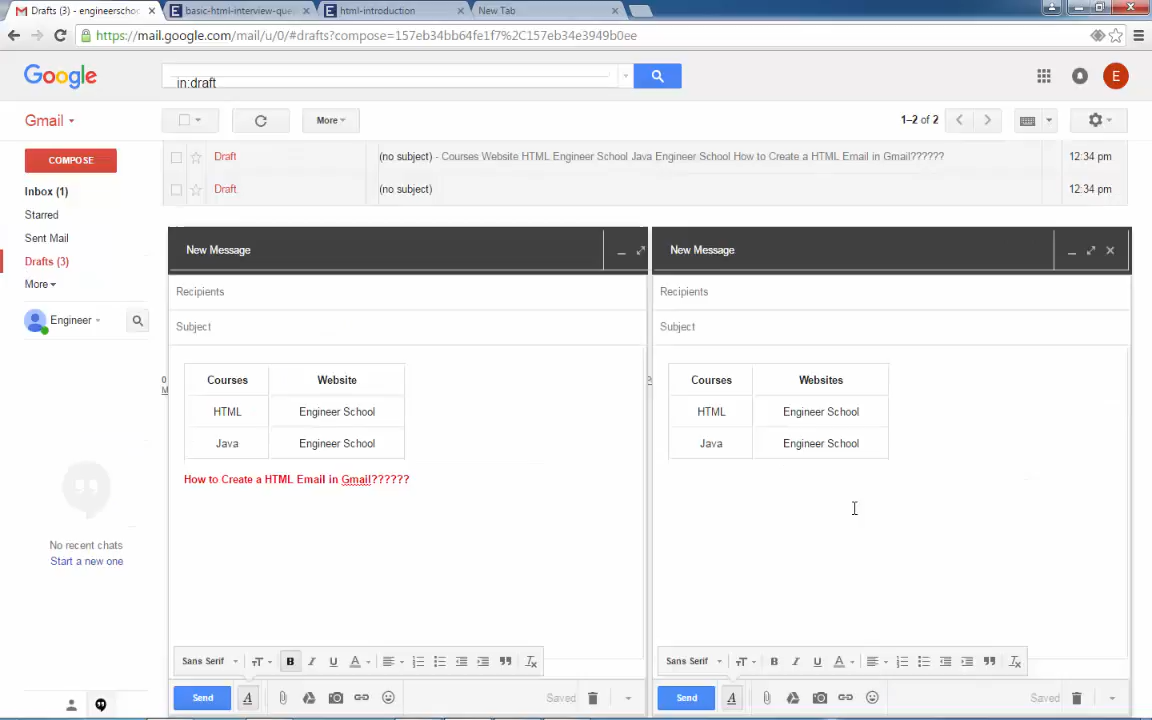 Drafts (3) - engineerschoo
basic-html-interview-que
html-introduction
New Tab
https://mail.google.com/mail/u/0/#drafts?compose=157eb34bb64fe1f7%2C157eb34e3949b0ee
Google
in:draft
E
Gmail
More
1–2 of 2
COMPOSE
Draft
(no subject) - Courses Website HTML Engineer School Java Engineer School How to Create a HTML Email in Gmail??????
12:34 pm
Draft
(no subject)
12:34 pm
Inbox (1)
Starred
Sent Mail
Drafts (3)
More
Engineer
No recent chats
Start a new one
New Message
Recipients
Subject
Courses Website
HTML Engineer School
Java Engineer School
How to Create a HTML Email in Gmail??????
Sans Serif
Send
Saved
New Message
Recipients
Subject
Courses Websites
HTML Engineer School
Java Engineer School
Sans Serif
Send
Saved